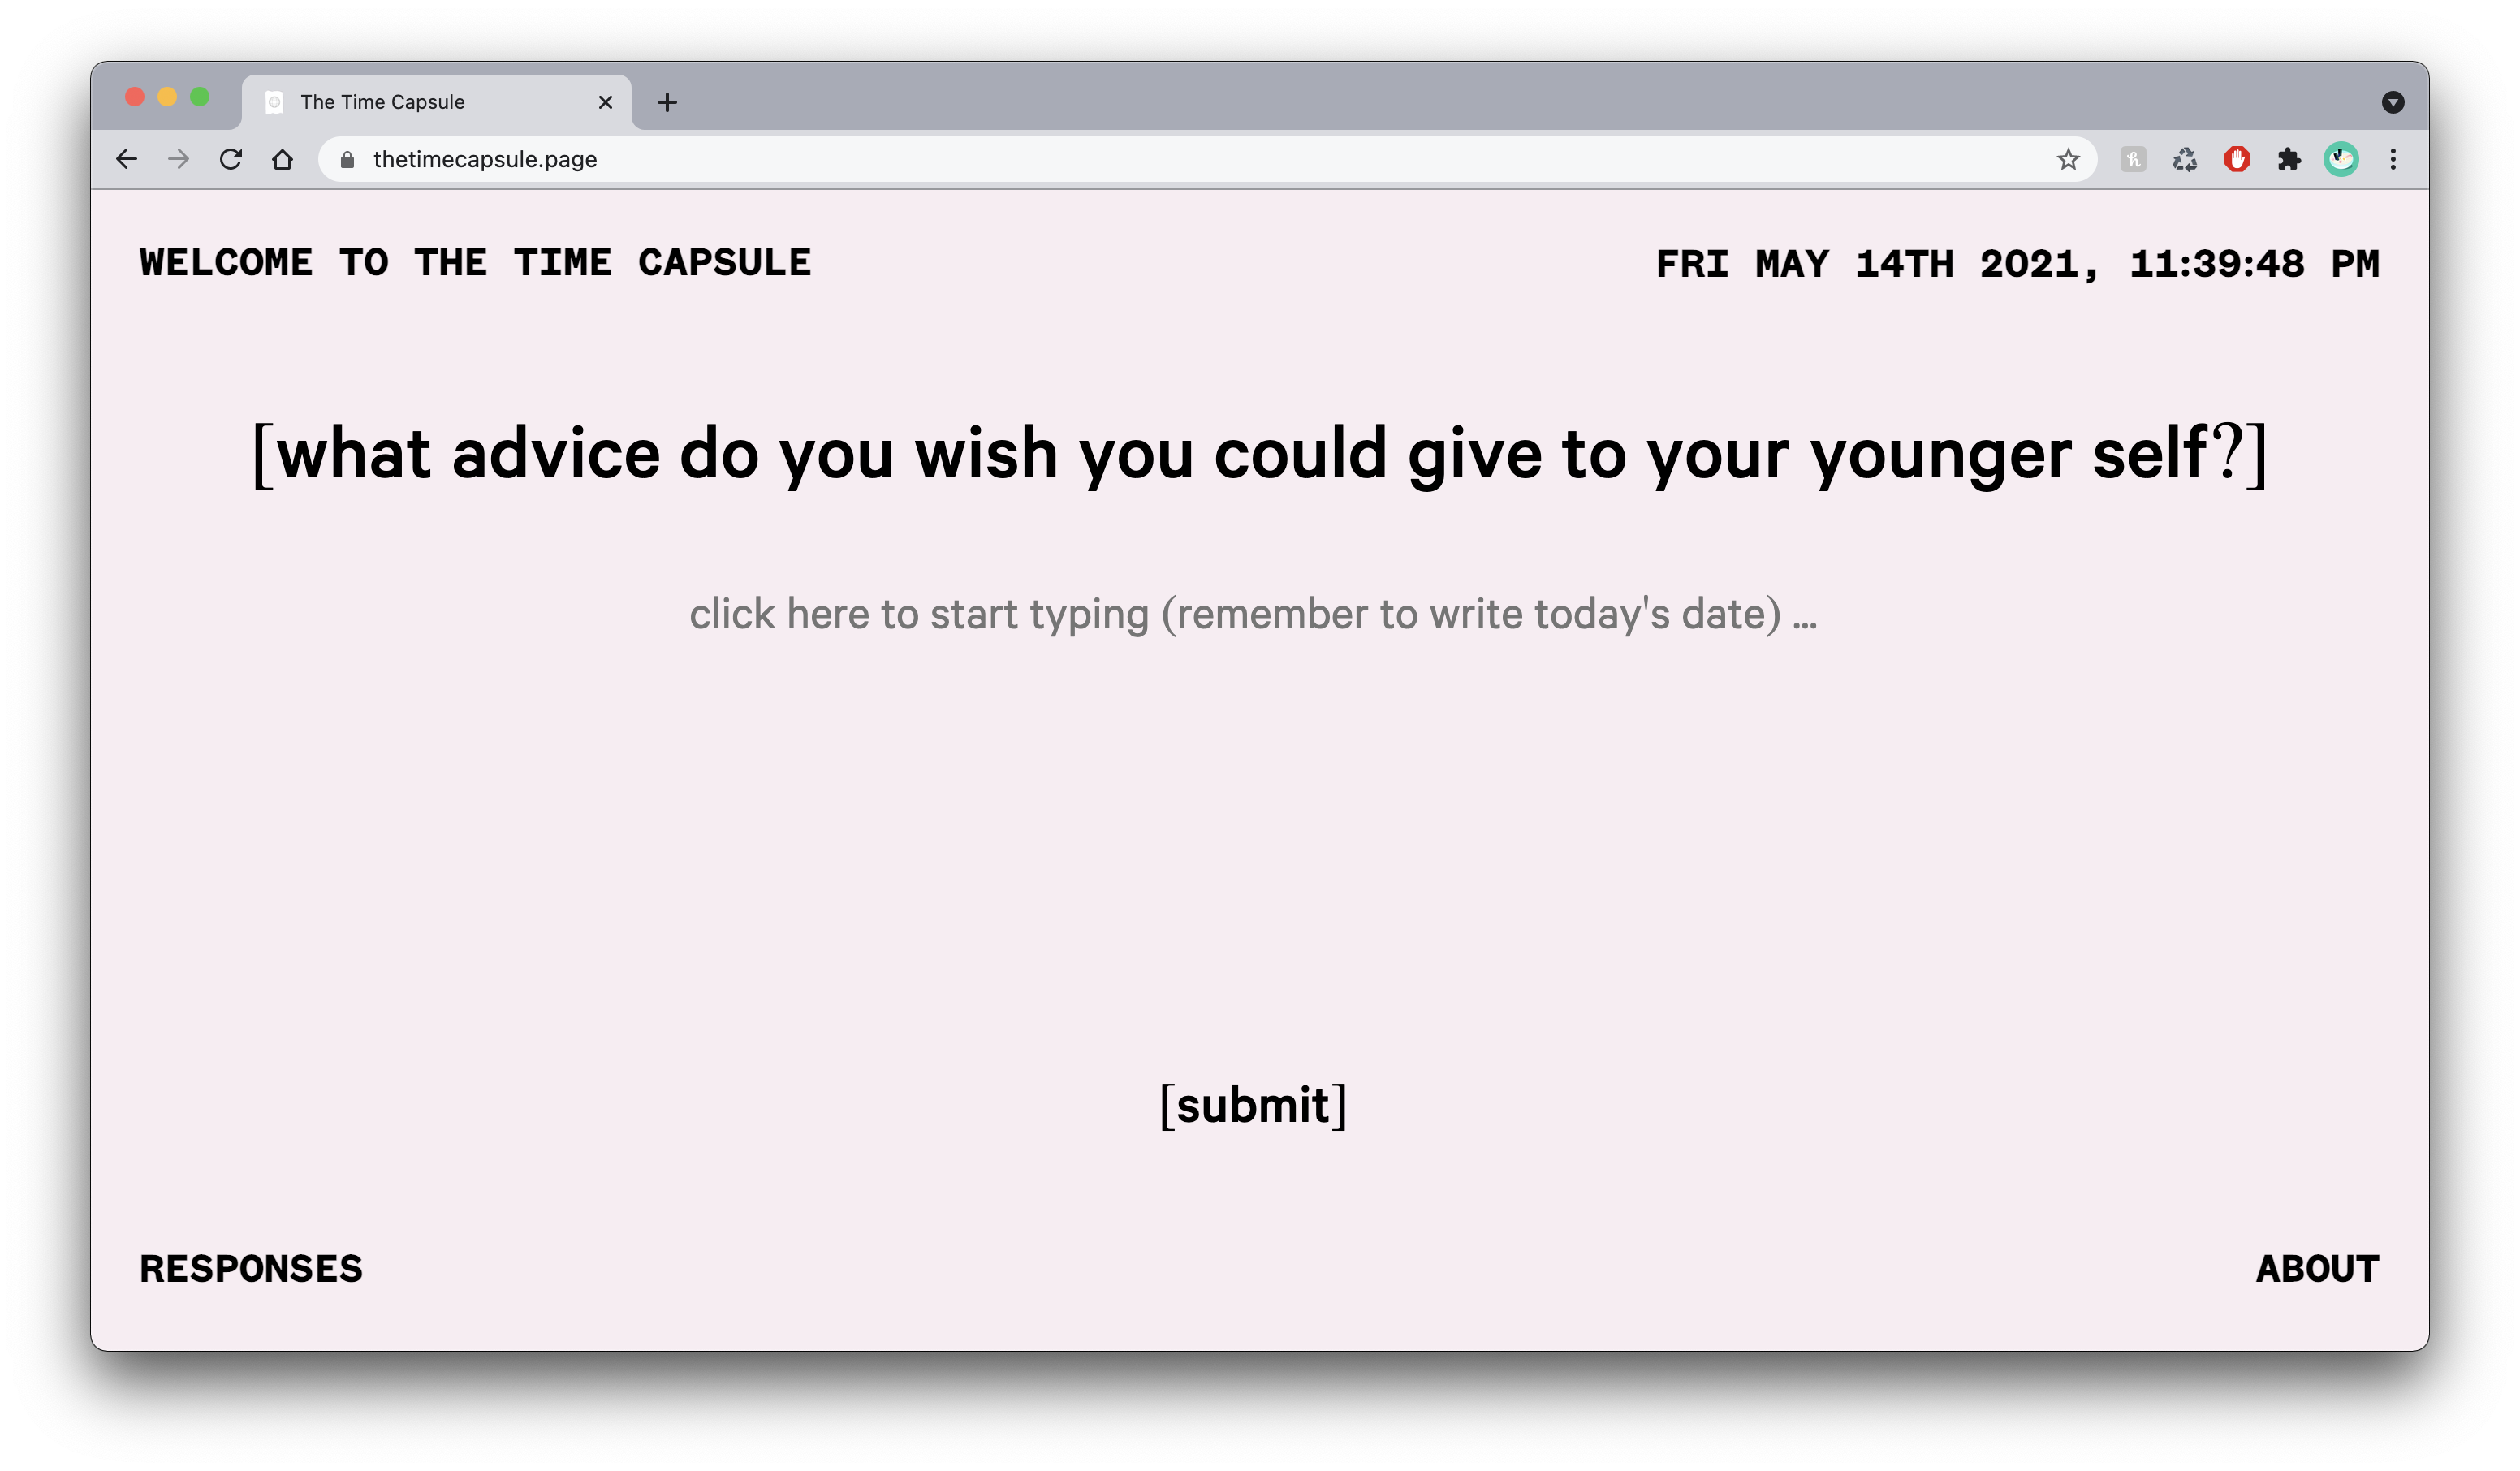 The Time Capsule
thetimecapsule.page
WELCOME TO THE TIME CAPSULE
FRI MAY 14TH 2021, 11:39:48 PM
[what advice do you wish you could give to your younger self?]
click here to start typing (remember to write today's date) ...
[submit]
RESPONSES
ABOUT